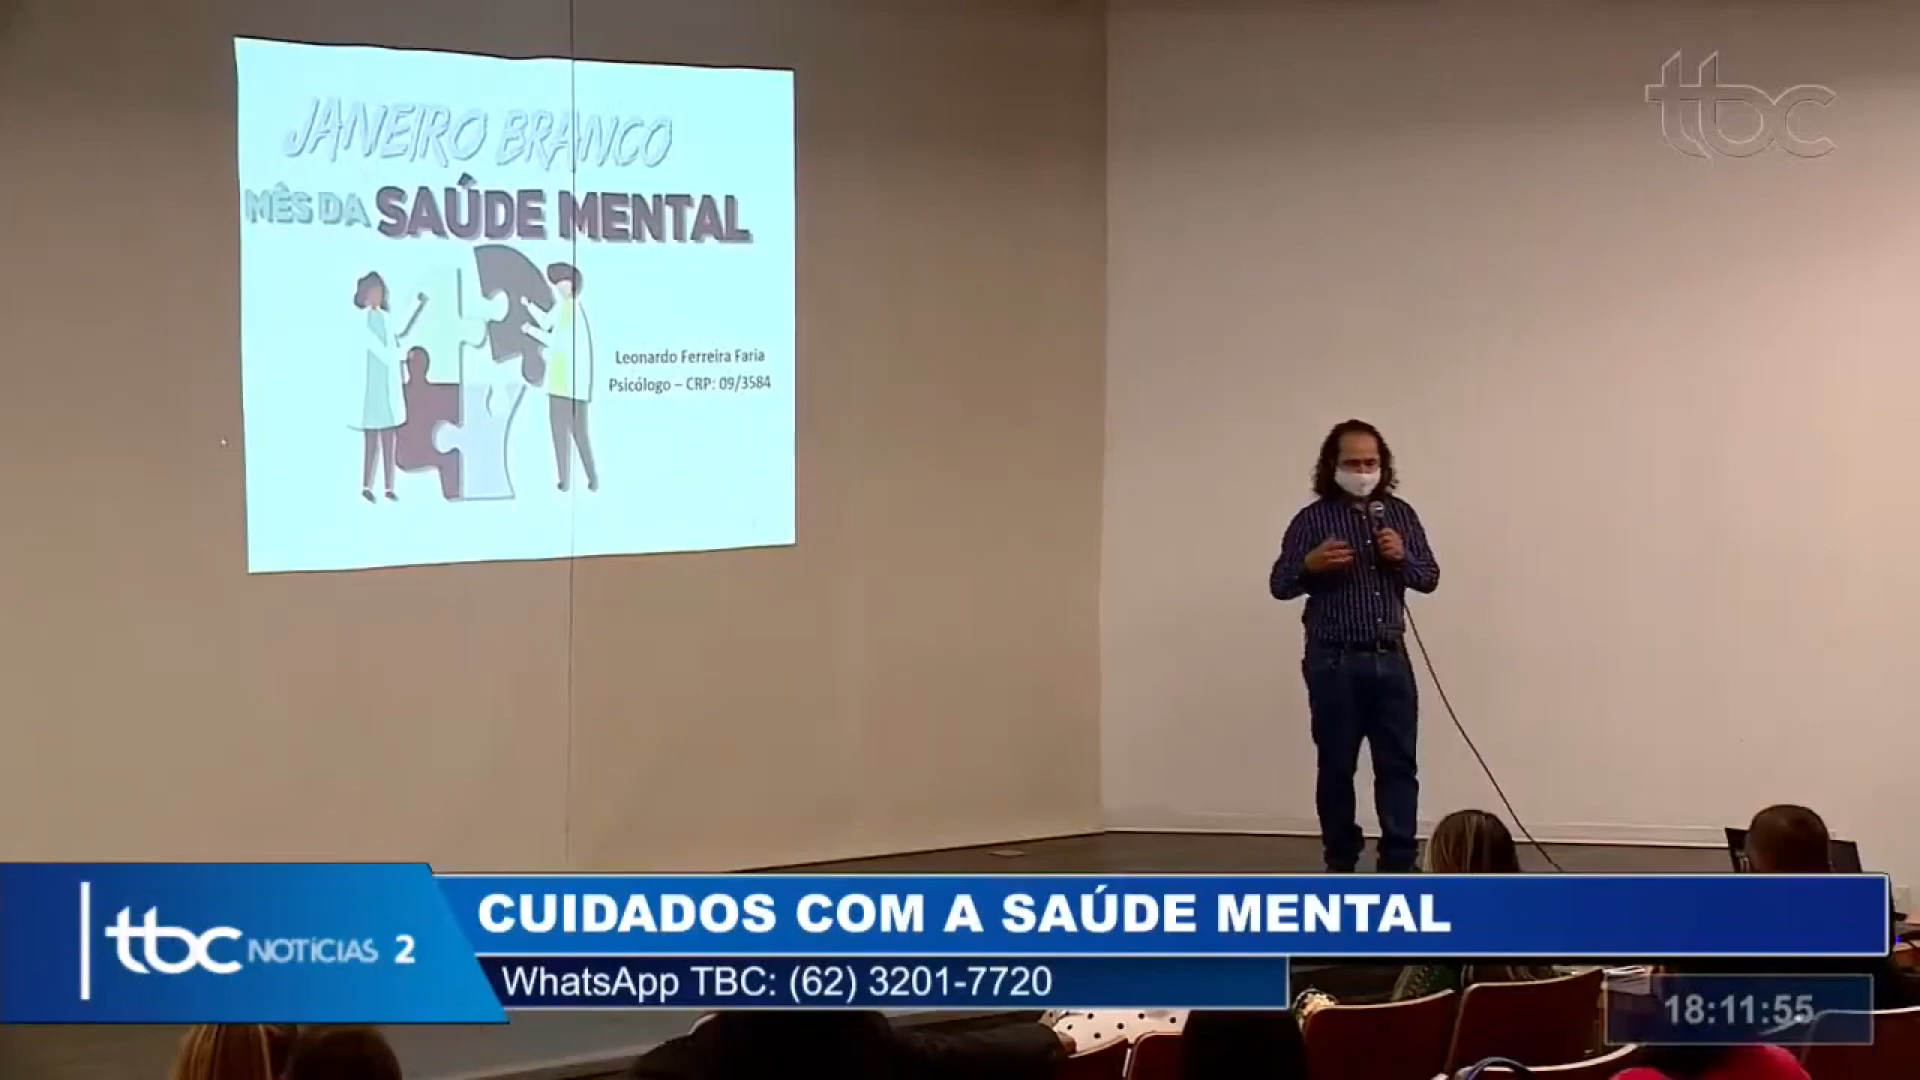 tbc
JANEIRO BRANCO
MÊS DA SAÚDE MENTAL
Leonardo Ferreira Faria
Psicólogo – CRP: 09/3584
CUIDADOS COM A SAÚDE MENTAL
tbc NOTÍCIAS 2
WhatsApp TBC: (62) 3201-7720
18:11:55